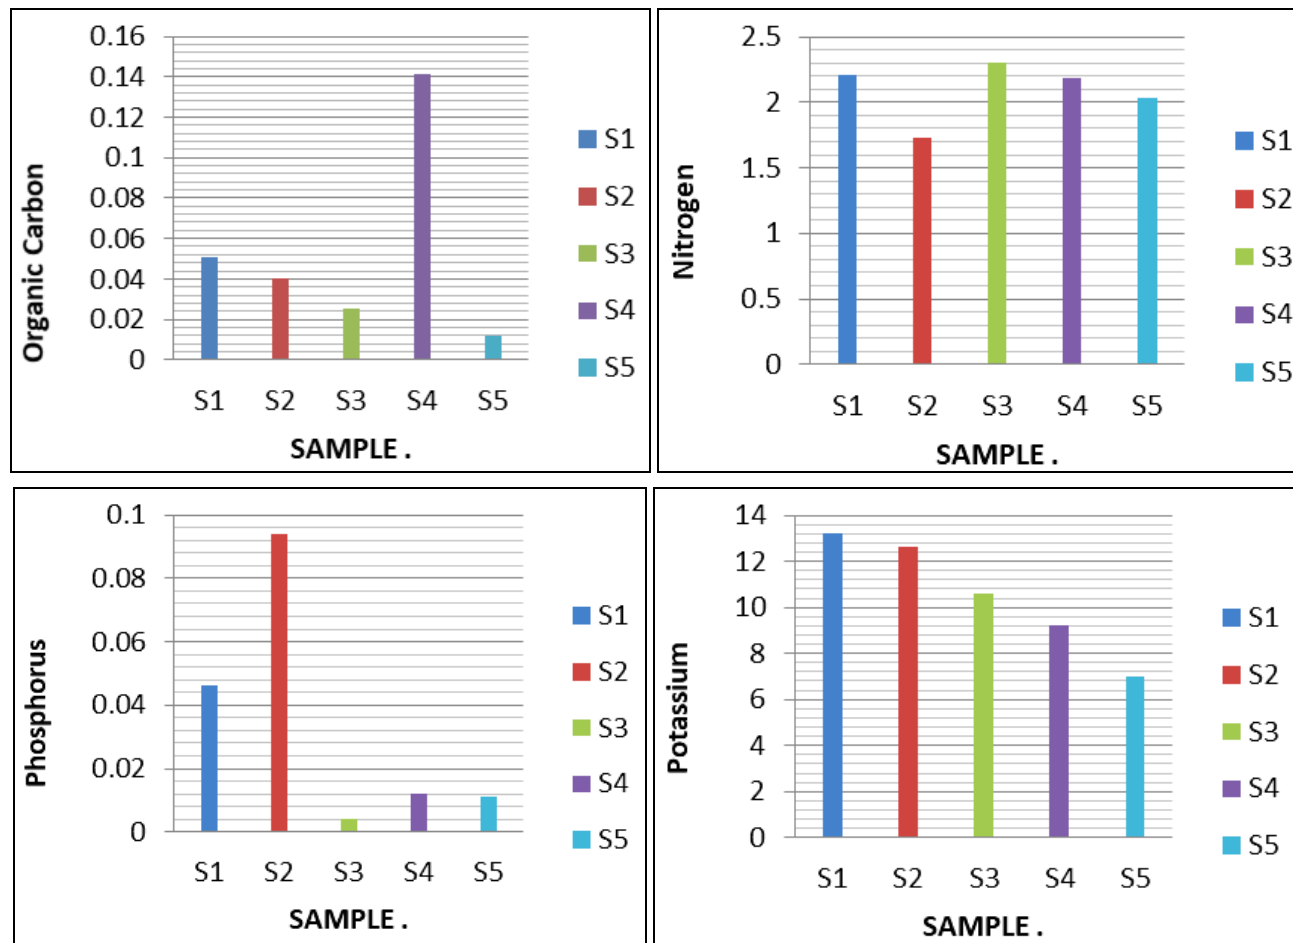 Organic Carbon
0.16
0.14
0.12
0.1
0.08
0.06
0.04
0.02
0
S1 S2 S3 S4 S5
SAMPLE .
S1
S2
S3
S4
S5
Nitrogen
2.5
2
1.5
1
0.5
0
S1 S2 S3 S4 S5
SAMPLE .
S1
S2
S3
S4
S5
Phosphorus
0.1
0.08
0.06
0.04
0.02
0
S1 S2 S3 S4 S5
SAMPLE .
S1
S2
S3
S4
S5
Potassium
14
12
10
8
6
4
2
0
S1 S2 S3 S4 S5
SAMPLE .
S1
S2
S3
S4
S5